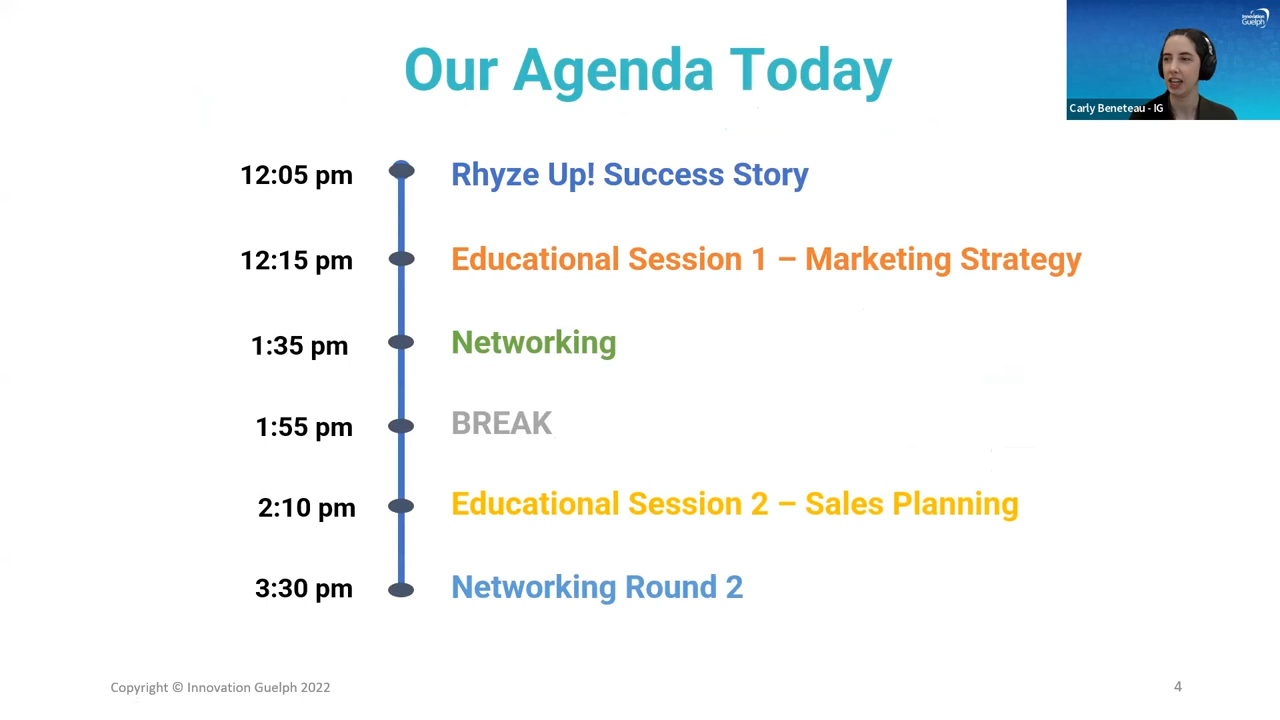 Our Agenda Today
Innovation
Guelph
Carly Beneteau - IG
12:05 pm Rhyze Up! Success Story
12:15 pm Educational Session 1 – Marketing Strategy
1:35 pm Networking
1:55 pm BREAK
2:10 pm Educational Session 2 – Sales Planning
3:30 pm Networking Round 2
Copyright © Innovation Guelph 2022
4